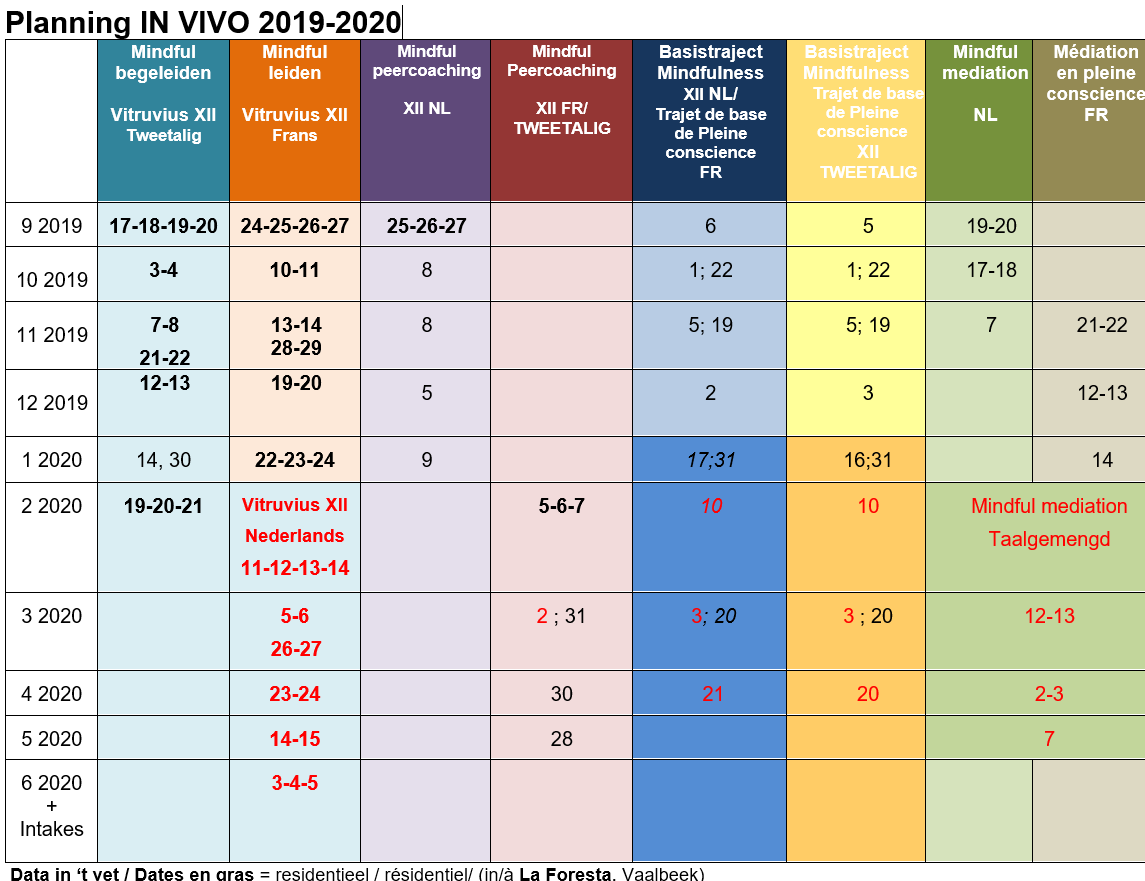 Planning IN VIVO 2019-2020
Mindful begeleiden Vitruvius XII Tweetalig | Mindful leiden Vitruvius XII Frans | Mindful peercoaching XII NL | Mindful Peercoaching XII FR/ TWEETALIG | Basistraject Mindfulness XII NL/ Trajet de base de Pleine conscience FR | Basistraject Mindfulness Trajet de base de Pleine conscience XII TWEETALIG | Mindful mediation NL | Médiation en pleine conscience FR
9 2019 | 17-18-19-20 | 24-25-26-27 | 25-26-27 | | 6 | 5 | 19-20 |
10 2019 | 3-4 | 10-11 | 8 | | 1; 22 | 1; 22 | 17-18 |
11 2019 | 7-8 21-22 | 13-14 28-29 | 8 | | 5; 19 | 5; 19 | 7 | 21-22
12 2019 | 12-13 | 19-20 | 5 | | 2 | 3 | | 12-13
1 2020 | 14, 30 | 22-23-24 | 9 | | 17;31 | 16;31 | | 14
2 2020 | 19-20-21 | Vitruvius XII Nederlands 11-12-13-14 | | 5-6-7 | 10 | 10 | Mindful mediation Taalgemengd
3 2020 | | 5-6 26-27 | | 2 ; 31 | 3; 20 | 3 ; 20 | 12-13
4 2020 | | 23-24 | | 30 | 21 | 20 | 2-3
5 2020 | | 14-15 | | 28 | | | 7
6 2020 + Intakes | | 3-4-5 | | | | | |
Data in ‘t vet / Dates en gras = residentieel / résidentiel/ (in/à La Foresta, Vaalbeek)